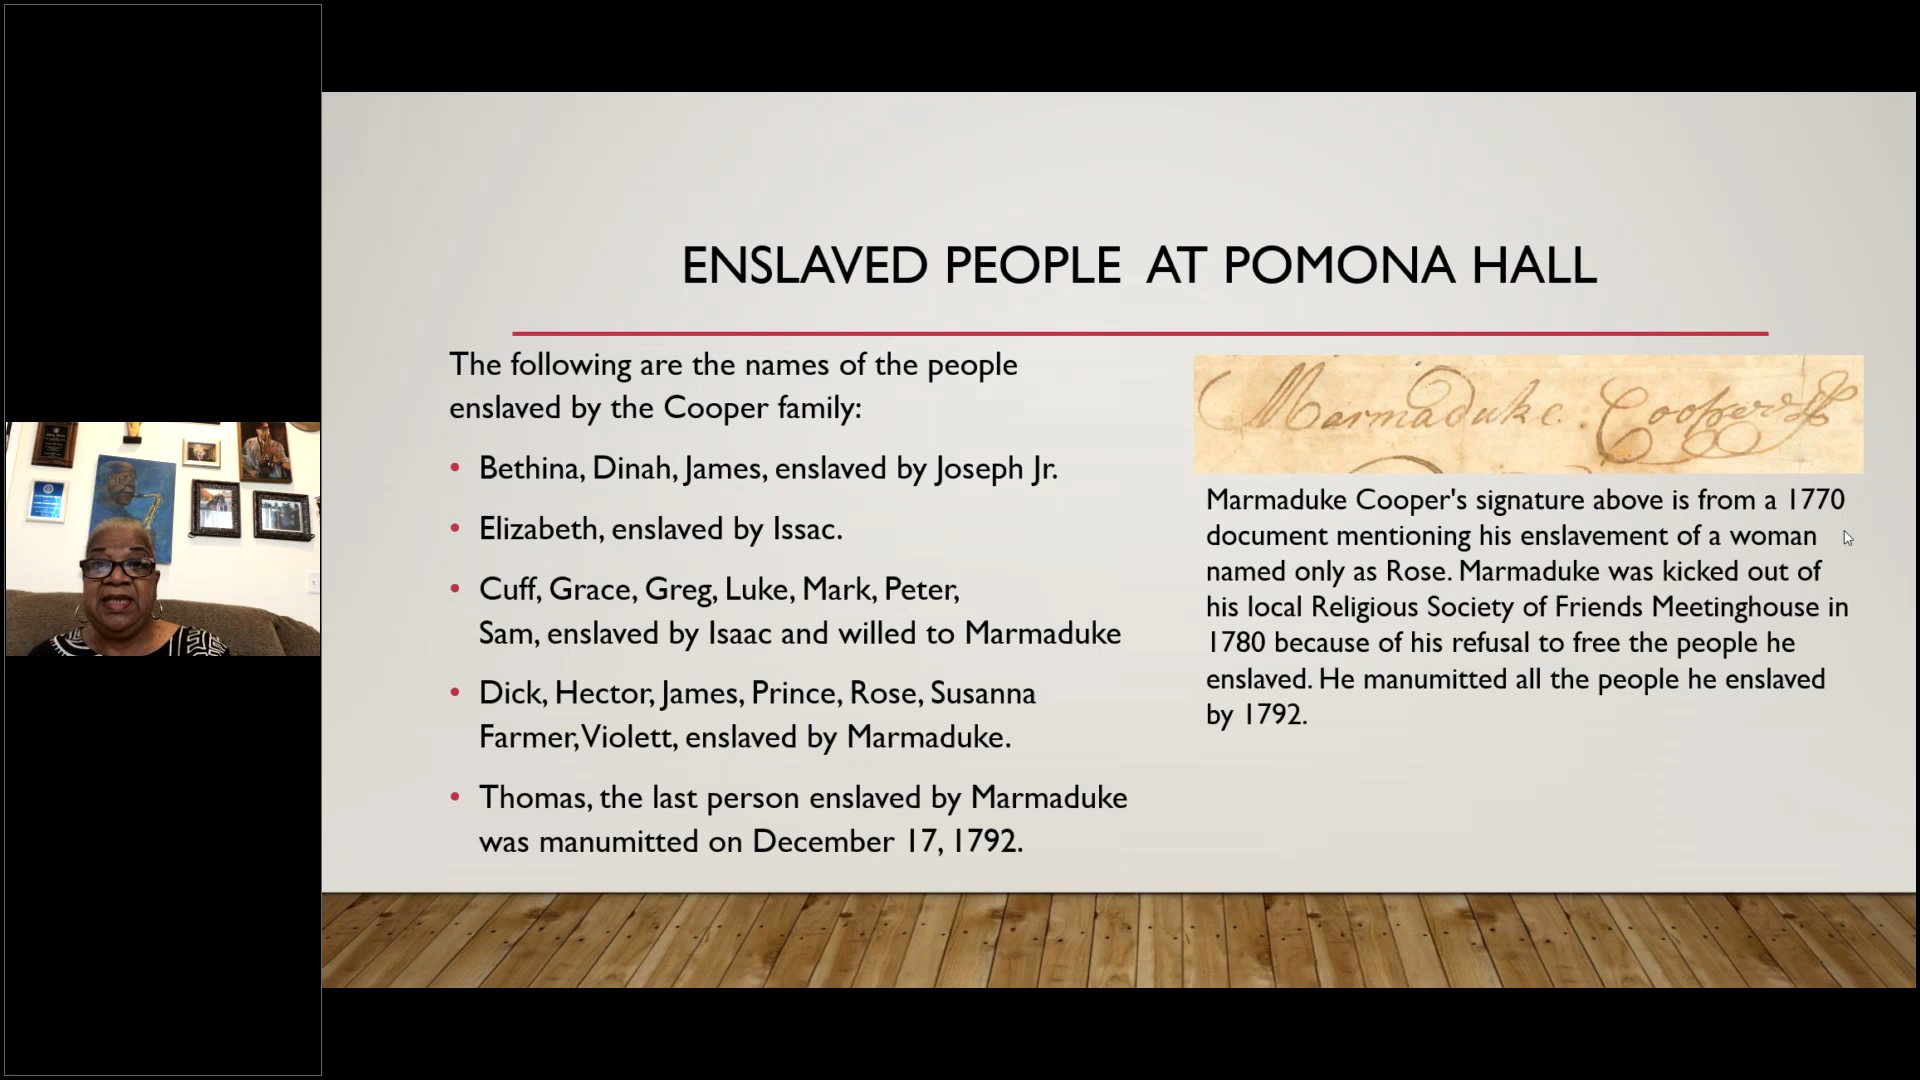 ENSLAVED PEOPLE AT POMONA HALL
The following are the names of the people
enslaved by the Cooper family:
• Bethina, Dinah, James, enslaved by Joseph Jr.
• Elizabeth, enslaved by Issac.
• Cuff, Grace, Greg, Luke, Mark, Peter,
Sam, enslaved by Isaac and willed to Marmaduke
• Dick, Hector, James, Prince, Rose, Susanna
Farmer, Violett, enslaved by Marmaduke.
• Thomas, the last person enslaved by Marmaduke
was manumitted on December 17, 1792.
Marmaduke Cooper
Marmaduke Cooper's signature above is from a 1770
document mentioning his enslavement of a woman
named only as Rose. Marmaduke was kicked out of
his local Religious Society of Friends Meetinghouse in
1780 because of his refusal to free the people he
enslaved. He manumitted all the people he enslaved
by 1792.